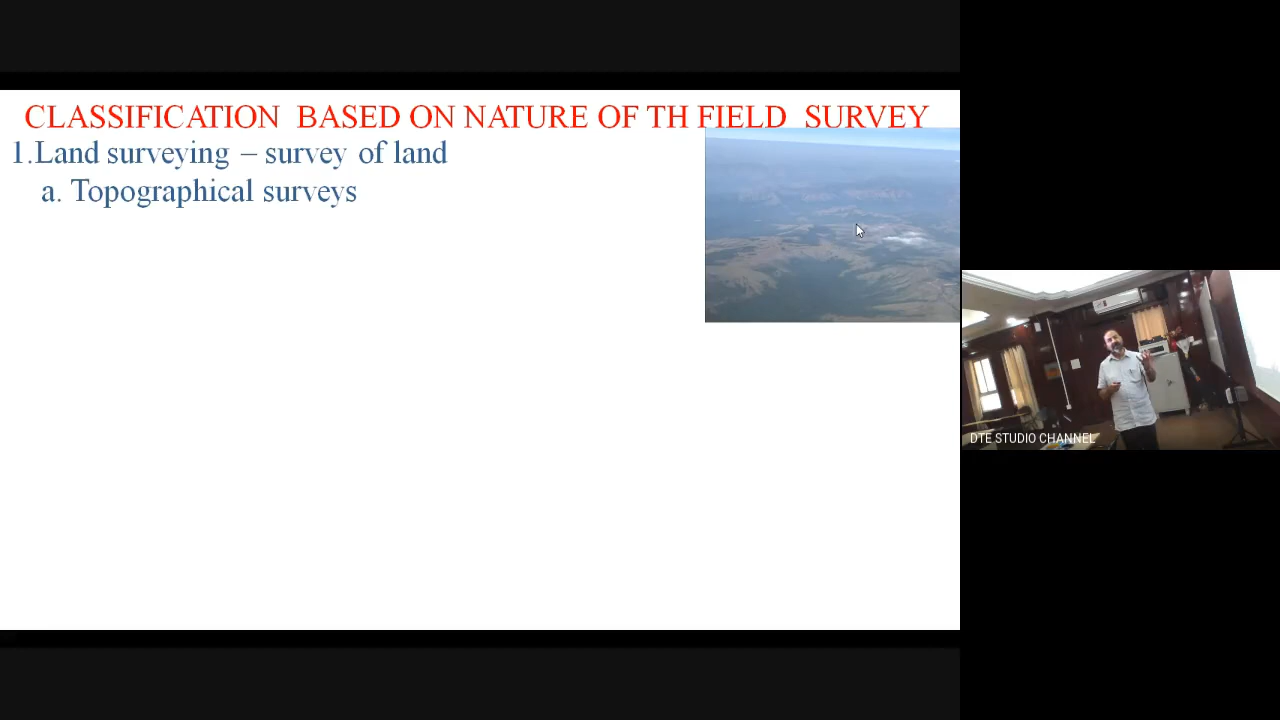 CLASSIFICATION BASED ON NATURE OF TH FIELD SURVEY
1.Land surveying – survey of land
a. Topographical surveys
DTE STUDIO CHANNEL